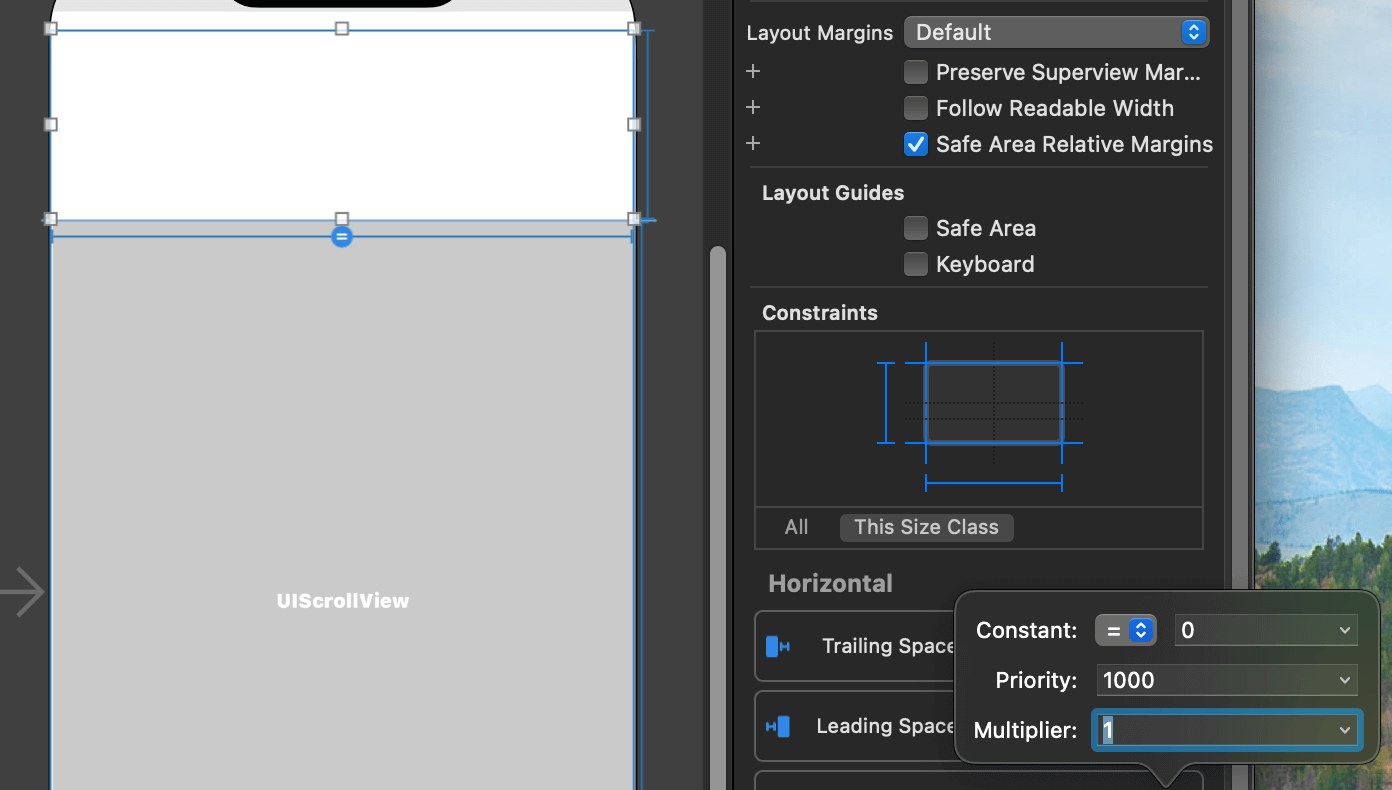 Layout Margins Default
Preserve Superview Mar...
Follow Readable Width
Safe Area Relative Margins
Layout Guides
Safe Area
Keyboard
Constraints
All This Size Class
Horizontal
Trailing Space
Leading Space
Constant: = 0
Priority: 1000
Multiplier: 1
=
UIScrollView